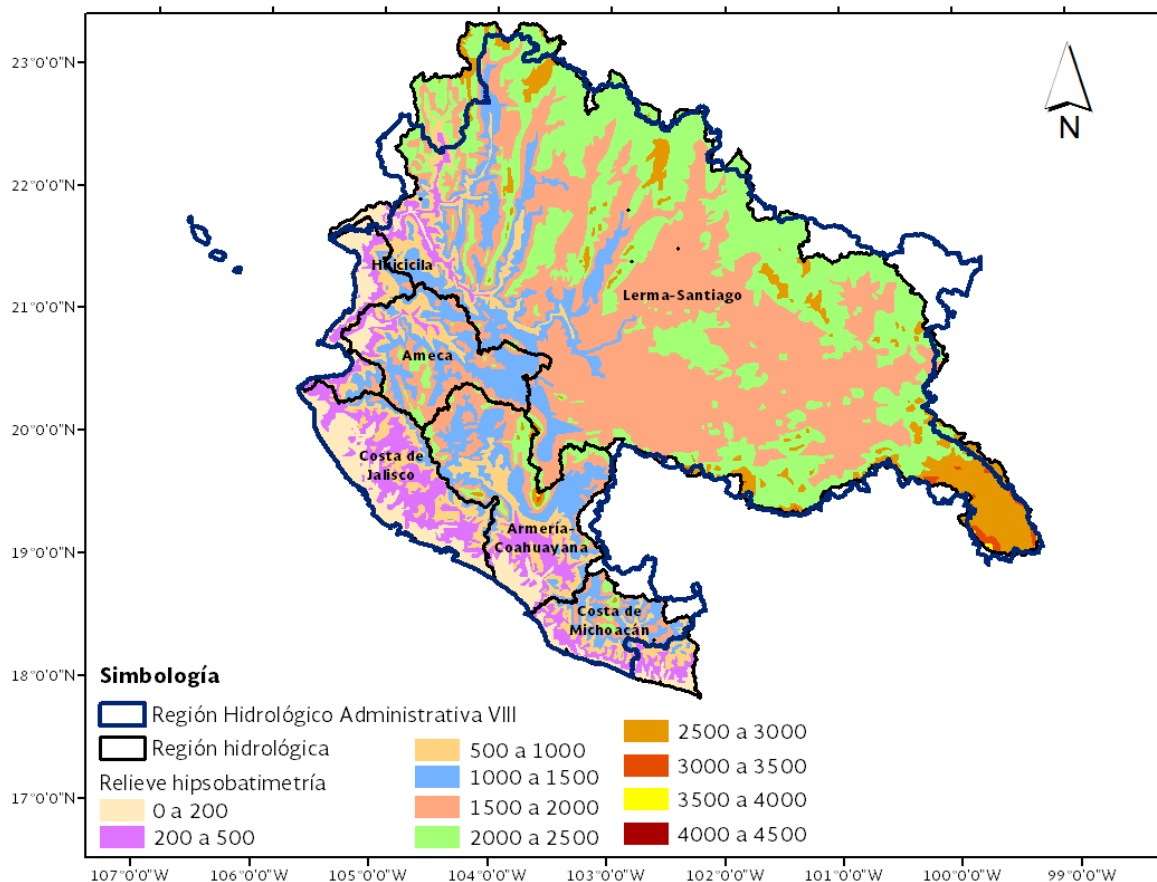 23°0'0"N
22°0'0"N
21°0'0"N
20°0'0"N
19°0'0"N
18°0'0"N
17°0'0"N
N
Huicicila
Lerma-Santiago
Ameca
Costa de
Jalisco
Armería-
Coahuayana
Costa de
Michoacán
Simbología
Región Hidrológico Administrativa VIII
Región hidrológica
Relieve hipsobatimetría
0 a 200
200 a 500
500 a 1000
1000 a 1500
1500 a 2000
2000 a 2500
2500 a 3000
3000 a 3500
3500 a 4000
4000 a 4500
107°0'0"W
106°0'0"W
105°0'0"W
104°0'0"W
103°0'0"W
102°0'0"W
101°0'0"W
100°0'0"W
99°0'0"W